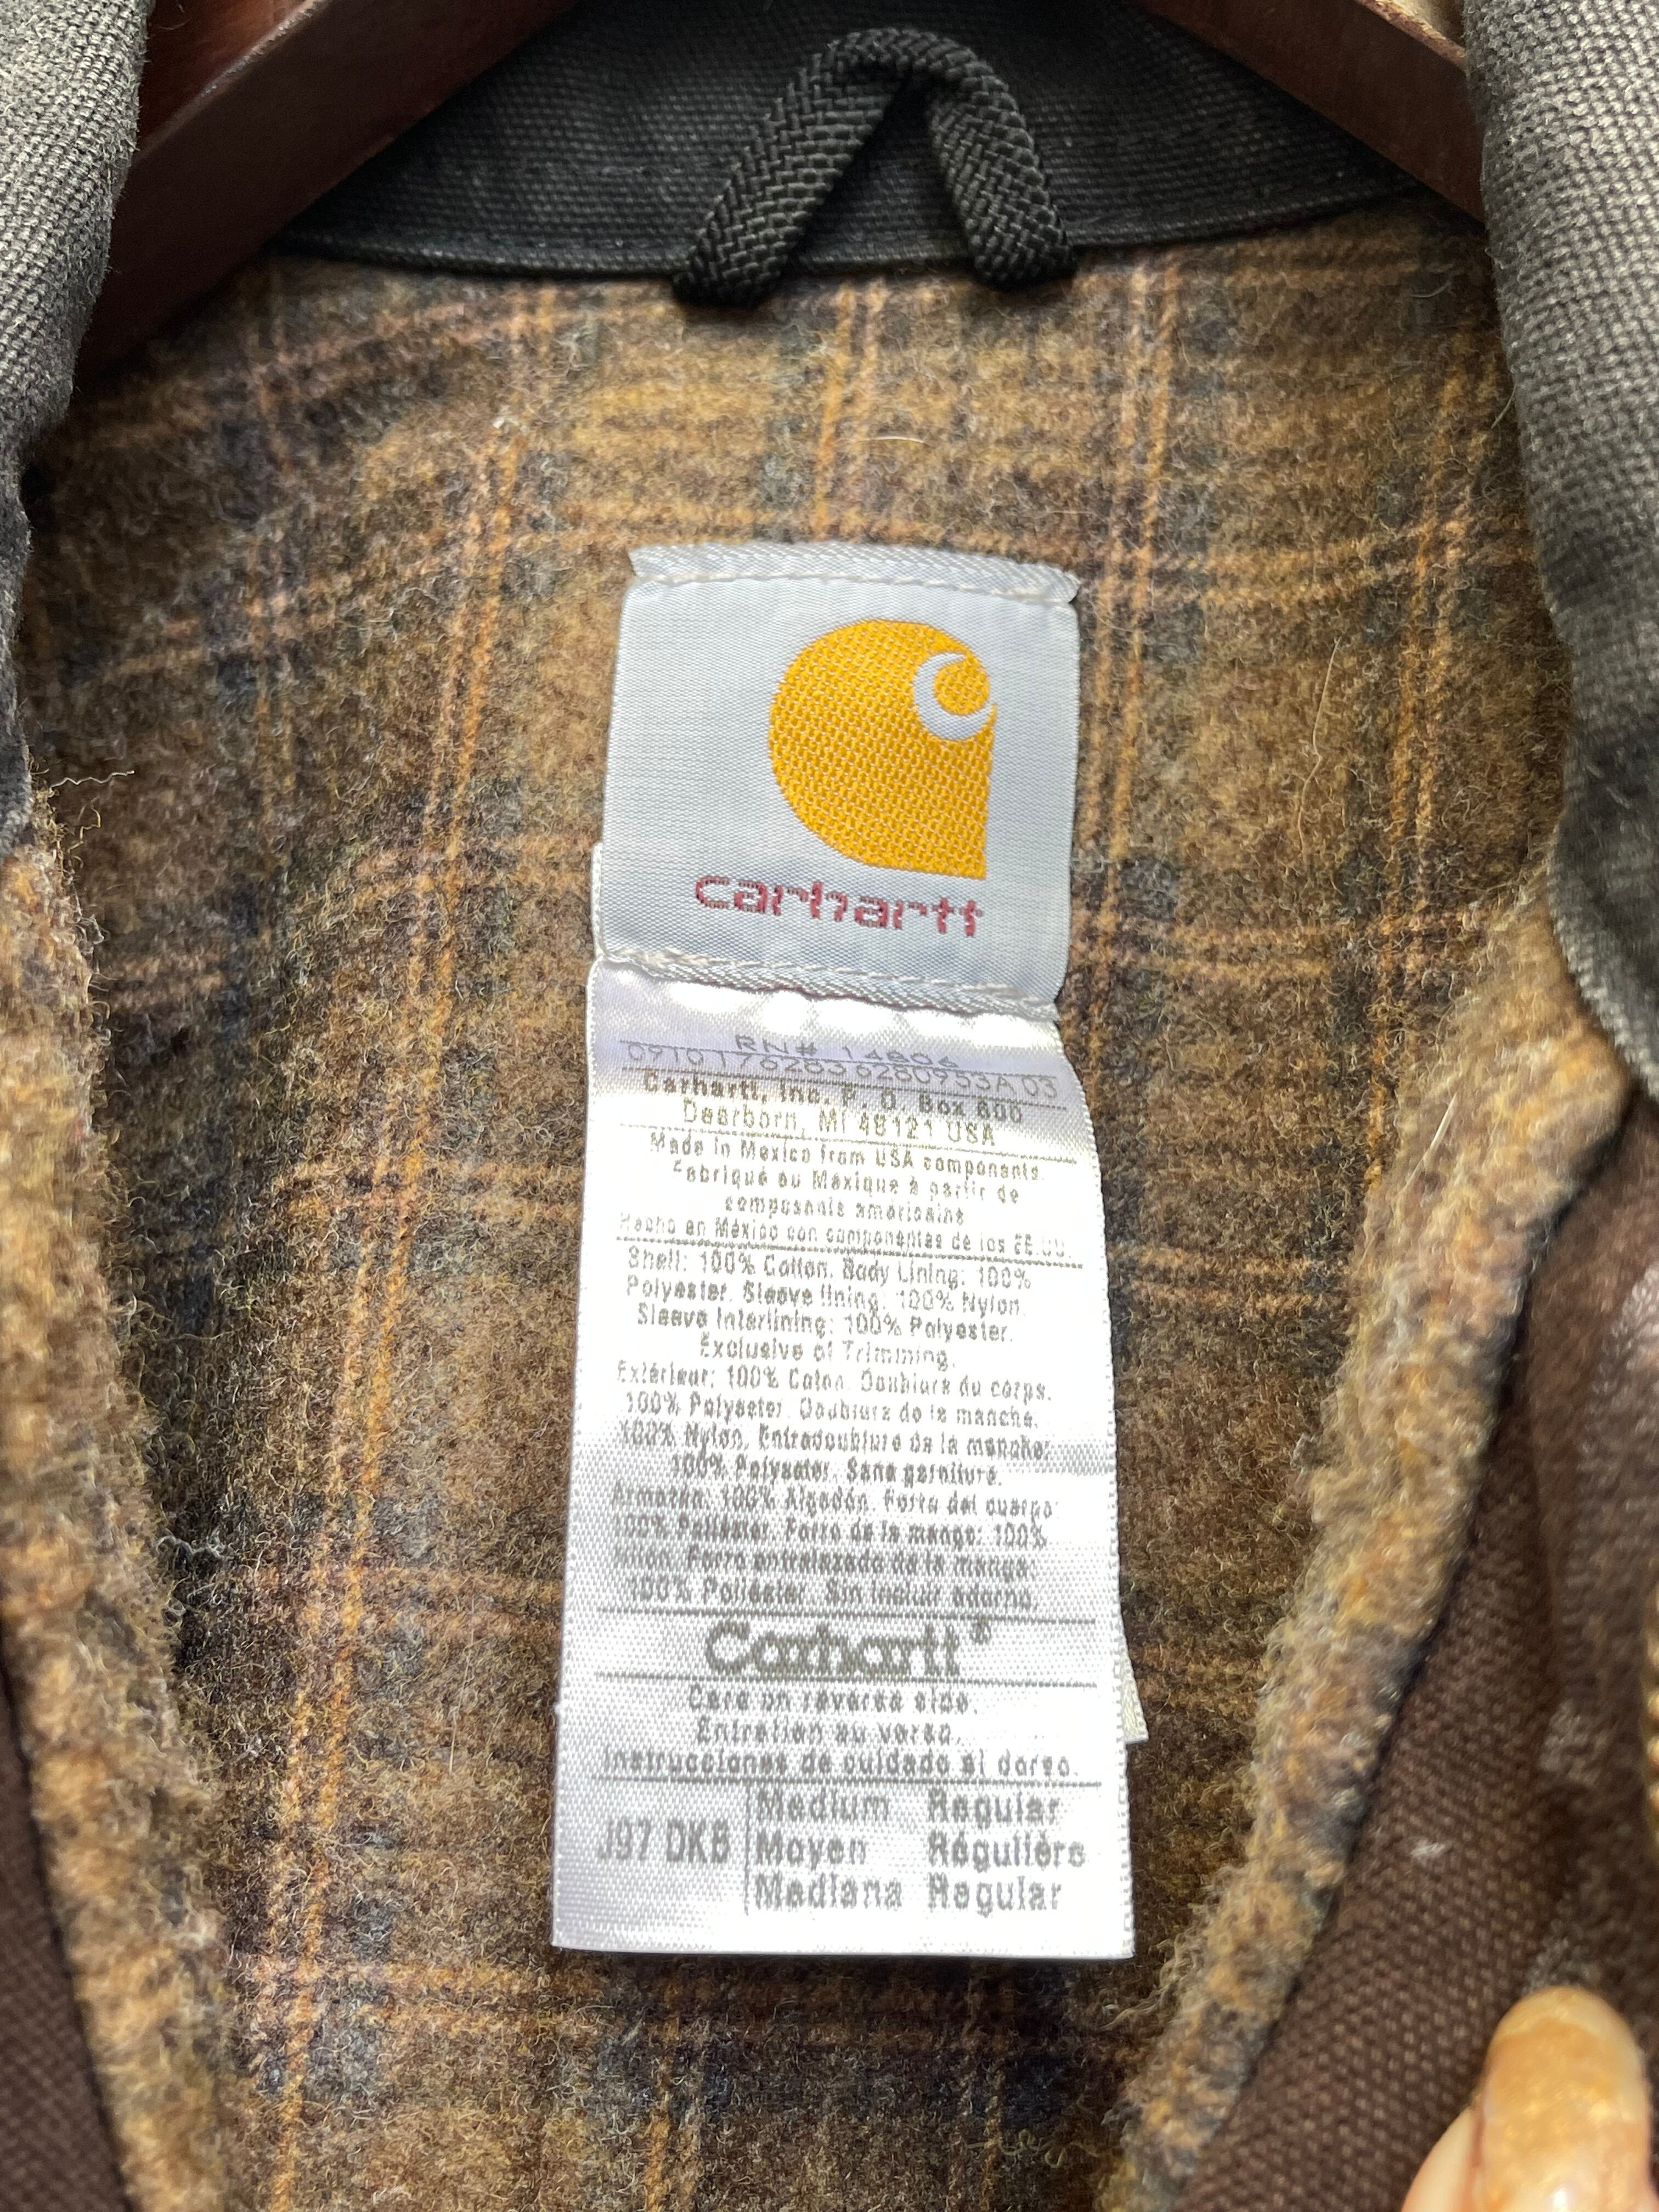 carhartt
RN# 14806
09101762836280953A 03
Carhartt, Inc. P. O. Box 600
Dearborn, MI 48121 USA
Made in Mexico from USA components.
Fabriqué au Mexique à partir de
composants américains
Hecho en México con componentes de los EE.UU.
Shell: 100% Cotton. Body Lining: 100%
Polyester. Sleeve lining: 100% Nylon.
Sleeve Interlining: 100% Polyester.
Exclusive of Trimming.
Extérieur: 100% Coton. Doublure du corps.
100% Polyester. Doublure de la manche.
100% Nylon. Entredoublure de la manche:
100% Polyester. Sans garniture.
Armazón. 100% Algodón. Forro del cuerpo:
100% Poliéster. Forro de la manga: 100%
Nilón. Forro entrelazado de la manga.
100% Poliéster. Sin incluir adorno.
Carhartt®
Care on reverse side.
Entretien au verso.
Instrucciones de cuidado al dorso.
J97 DKB
Medium Regular
Moyen Régulière
Mediana Regular